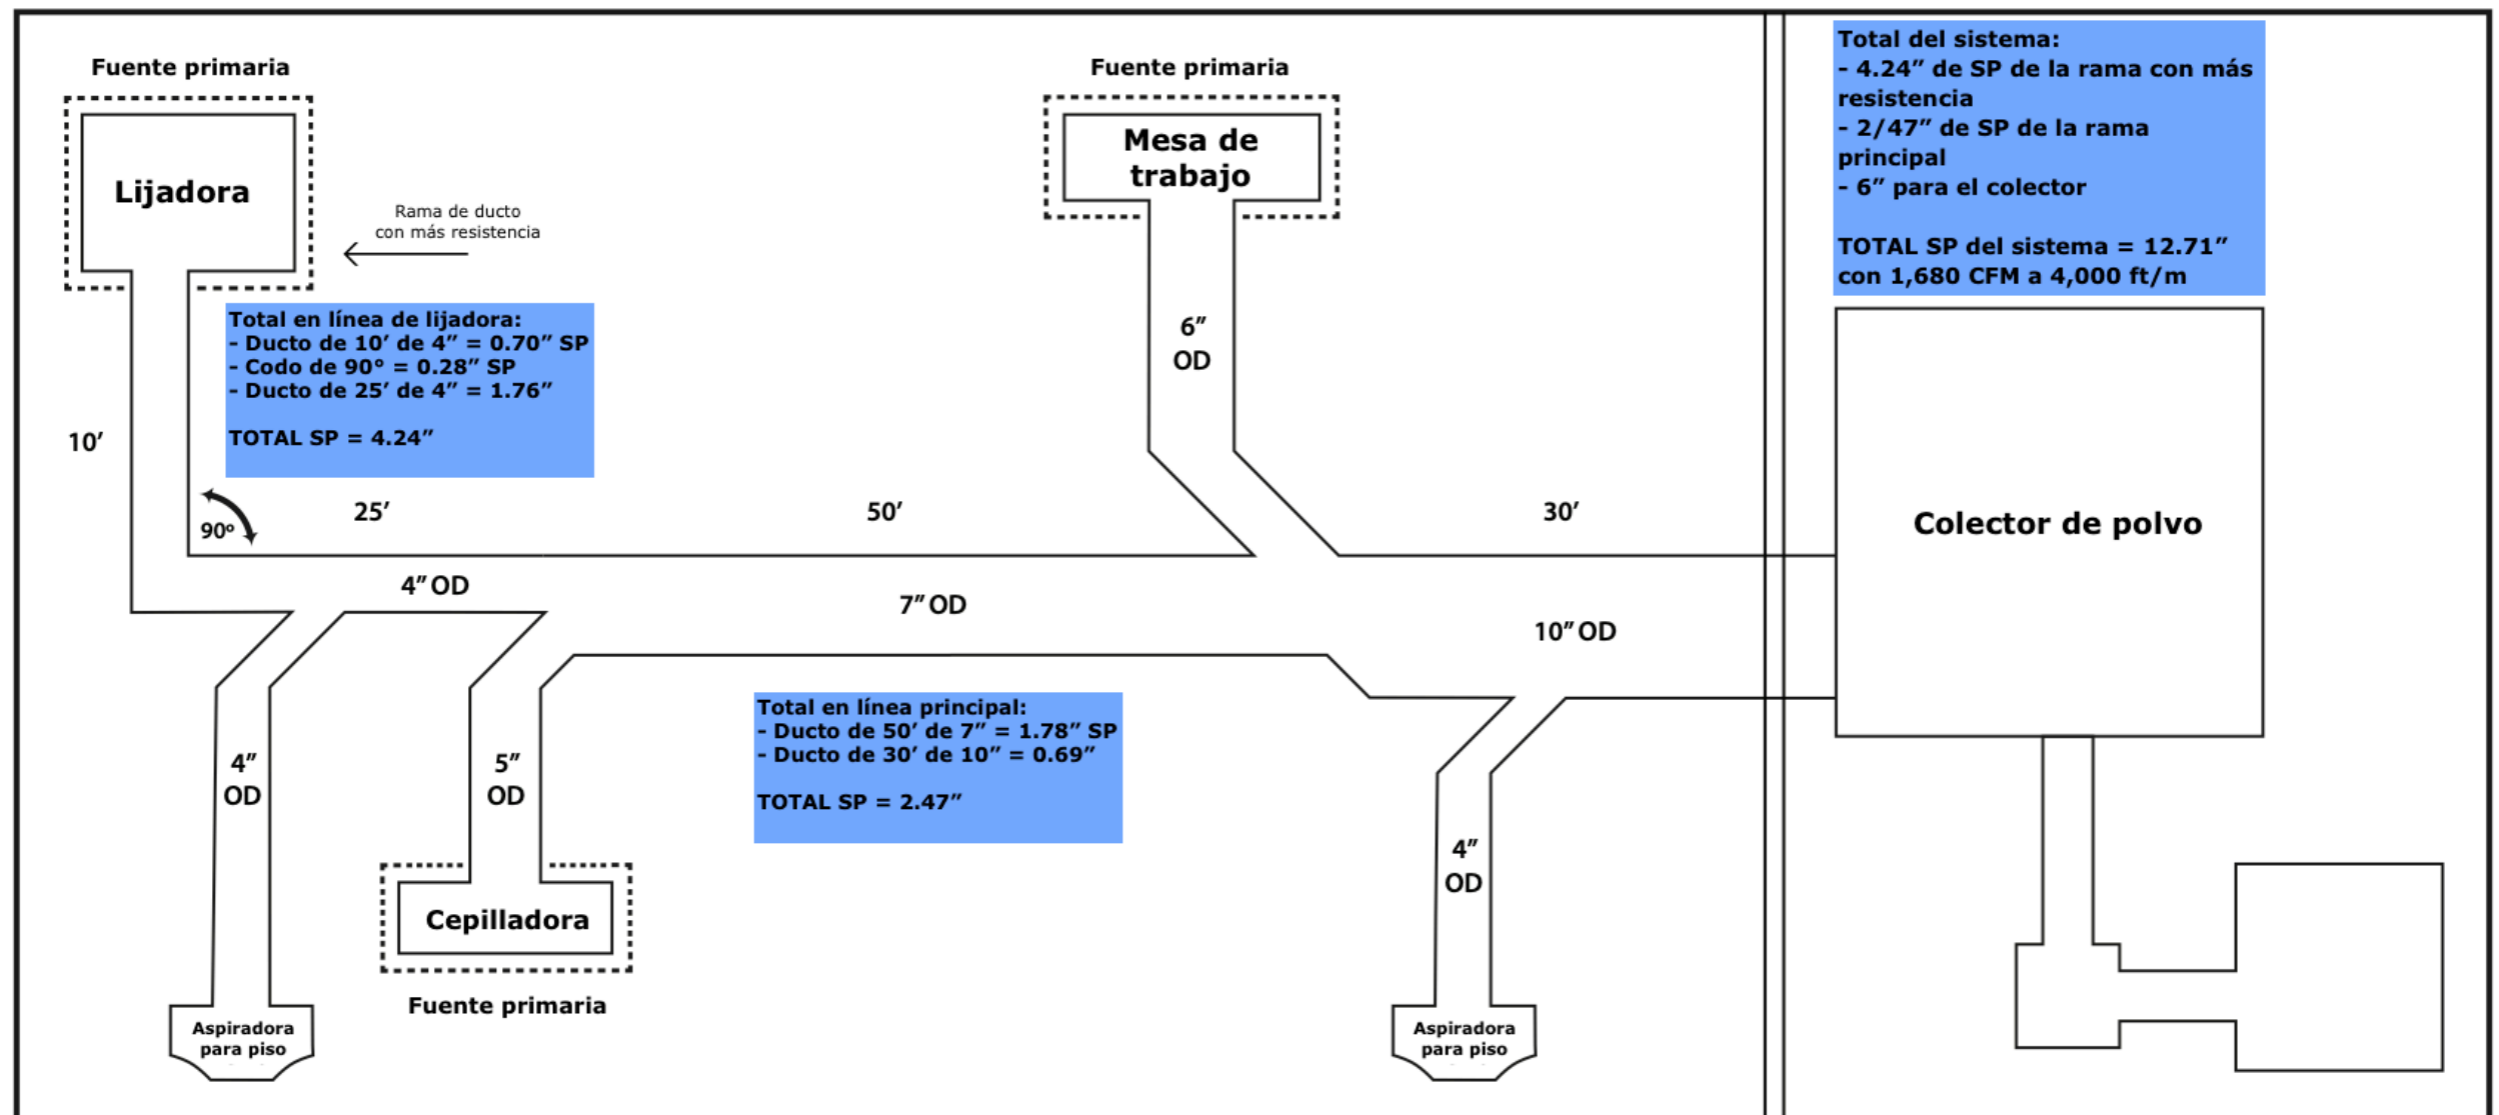 Fuente primaria
Lijadora
Rama de ducto
con más resistencia
Total en línea de lijadora:
- Ducto de 10’ de 4” = 0.70” SP
- Codo de 90° = 0.28” SP
- Ducto de 25’ de 4” = 1.76”
TOTAL SP = 4.24”
10’
90º
25’
4” OD
4”
OD
Aspiradora
para piso
5”
OD
Cepilladora
Fuente primaria
50’
7” OD
Total en línea principal:
- Ducto de 50’ de 7” = 1.78” SP
- Ducto de 30’ de 10” = 0.69”
TOTAL SP = 2.47”
Fuente primaria
Mesa de
trabajo
6”
OD
30’
10” OD
4”
OD
Aspiradora
para piso
Total del sistema:
- 4.24” de SP de la rama con más
resistencia
- 2/47” de SP de la rama
principal
- 6” para el colector
TOTAL SP del sistema = 12.71”
con 1,680 CFM a 4,000 ft/m
Colector de polvo